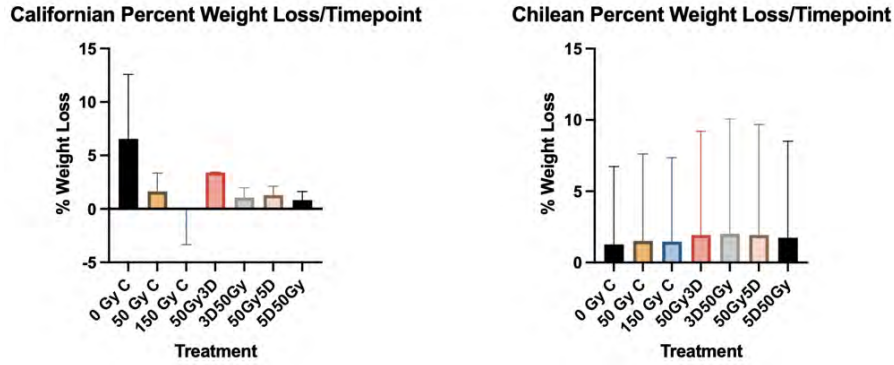 Californian Percent Weight Loss/Timepoint
% Weight Loss
15
10
5
0
-5
0 Gy C
50 Gy C
150 Gy C
50Gy3D
3D50Gy
50Gy5D
5D50Gy
Treatment
Chilean Percent Weight Loss/Timepoint
% Weight Loss
15
10
5
0
0 Gy C
50 Gy C
150 Gy C
50Gy3D
3D50Gy
50Gy5D
5D50Gy
Treatment